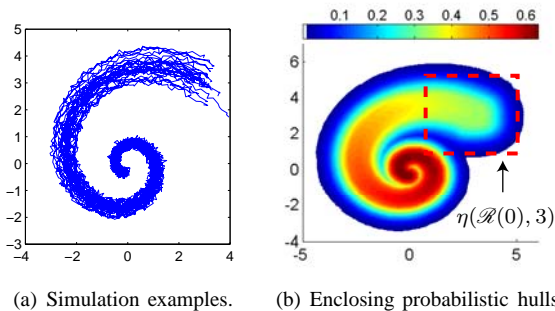 5
4
3
2
1
0
−1
−2
−3
−2 0 2 4
0.1 0.2 0.3 0.4 0.5 0.6
6
4
2
0
−2
−4
−5 0 5
η(ℛ(0), 3)
(a) Simulation examples.
(b) Enclosing probabilistic hulls